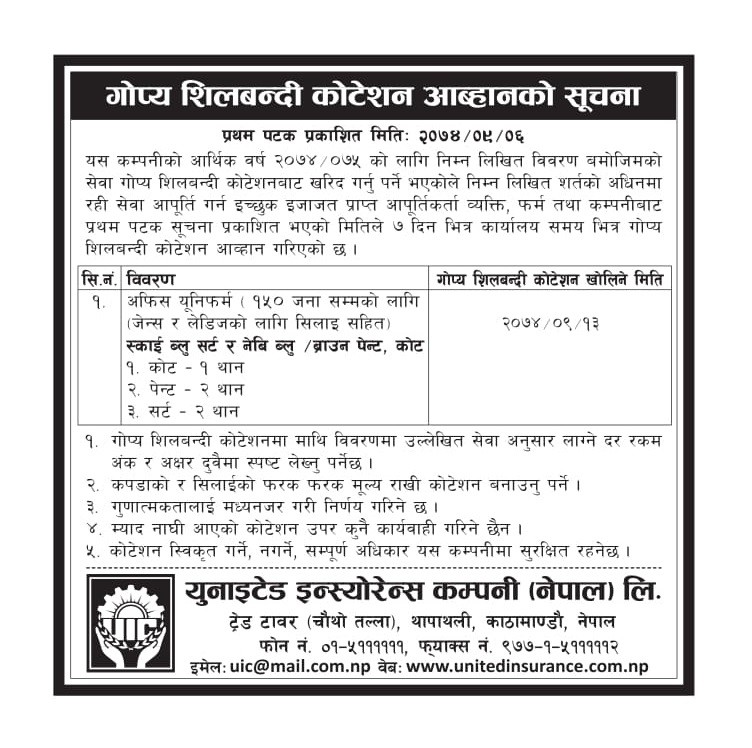 गोप्य शिलबन्दी कोटेशन आब्हानको सूचना
प्रथम पटक प्रकाशित मितिः २०७४/०९/०६
यस कम्पनीको आर्थिक वर्ष २०७४/०७५ को लागि निम्न लिखित विवरण बमोजिमको
सेवा गोप्य शिलबन्दी कोटेशनबाट खरिद गर्नु पर्ने भएकोले निम्न लिखित शर्तको अधिनमा
रही सेवा आपूर्ति गर्न इच्छुक इजाजत प्राप्त आपूर्तिकर्ता व्यक्ति, फर्म तथा कम्पनीबाट
प्रथम पटक सूचना प्रकाशित भएको मितिले ७ दिन भित्र कार्यालय समय भित्र गोप्य
शिलबन्दी कोटेशन आव्हान गरिएको छ ।
सि.नं. विवरण गोप्य शिलबन्दी कोटेशन खोलिने मिति
१. अफिस यूनिफर्म ( १५० जना सम्मको लागि
(जेन्स र लेडिजको लागि सिलाइ सहित) २०७४/०९/१३
स्काई ब्लु सर्ट र नेबि ब्लु /ब्राउन पेन्ट, कोट
१. कोट - १ थान
२. पेन्ट - २ थान
३. सर्ट - २ थान
१. गोप्य शिलबन्दी कोटेशनमा माथि विवरणमा उल्लेखित सेवा अनुसार लाग्ने दर रकम
अंक र अक्षर दुवैमा स्पष्ट लेख्नु पर्नेछ ।
२. कपडाको र सिलाईको फरक फरक मूल्य राखी कोटेशन बनाउनु पर्ने ।
३. गुणात्मकतालाई मध्यनजर गरी निर्णय गरिने छ ।
४. म्याद नाघी आएको कोटेशन उपर कुनै कार्यवाही गरिने छैन ।
५. कोटेशन स्विकृत गर्ने, नगर्ने, सम्पूर्ण अधिकार यस कम्पनीमा सुरक्षित रहनेछ ।
UIC
युनाइटेड इन्स्योरेन्स कम्पनी (नेपाल) लि.
ट्रेड टावर (चौथो तल्ला), थापाथली, काठामाण्डौ, नेपाल
फोन नं. ०१-५१११११११, फ्याक्स नं. ९७७-१-५१११११२
इमेल: uic@mail.com.np वेब: www.unitedinsurance.com.np